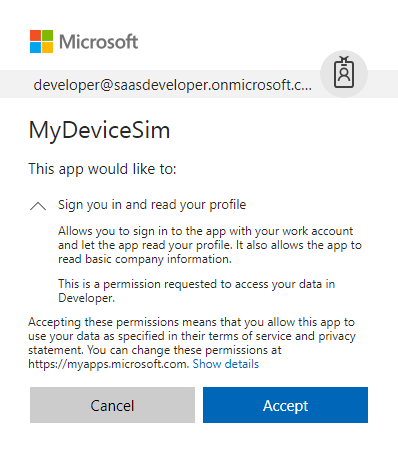 Microsoft
developer@saasdeveloper.onmicrosoft.c...
MyDeviceSim
This app would like to:
Sign you in and read your profile
Allows you to sign in to the app with your work account
and let the app read your profile. It also allows the app to
read basic company information.
This is a permission requested to access your data in
Developer.
Accepting these permissions means that you allow this app to
use your data as specified in their terms of service and privacy
statement. You can change these permissions at
https://myapps.microsoft.com. Show details
Cancel
Accept